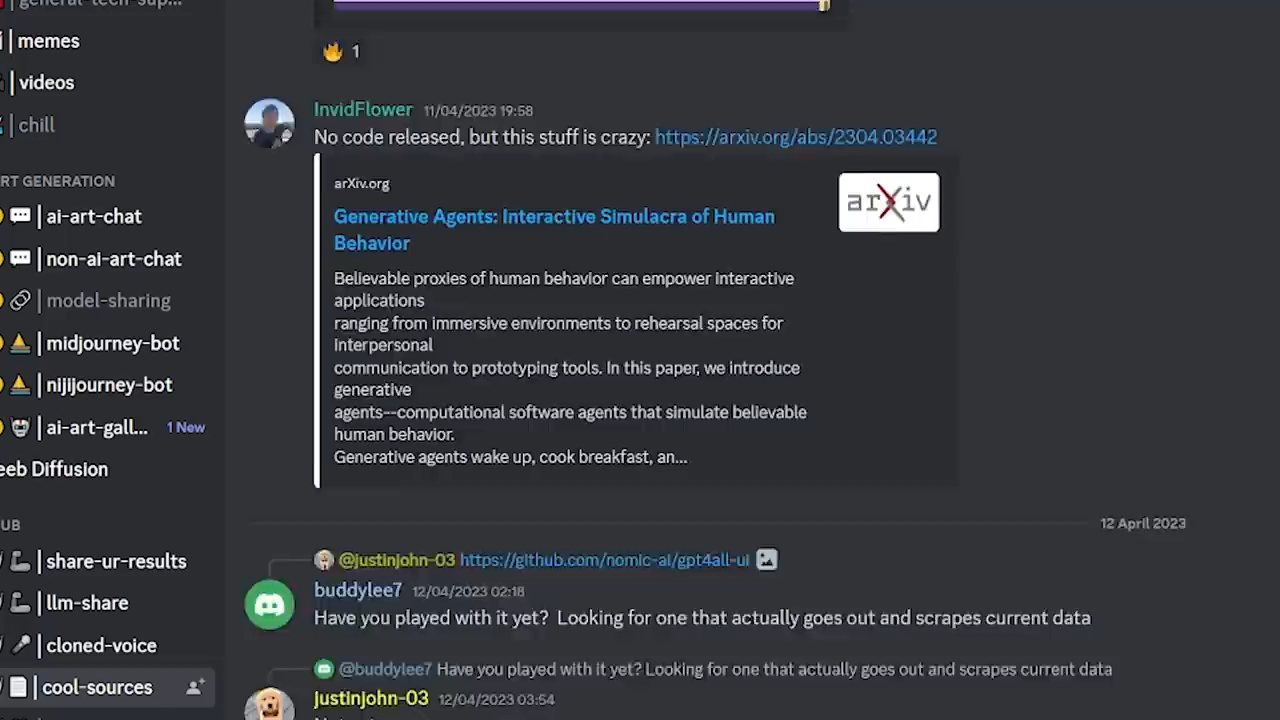 general-tech-sup...
memes
videos
chill
RT GENERATION
ai-art-chat
non-ai-art-chat
model-sharing
midjourney-bot
nijijourney-bot
ai-art-gall... 1 New
eeb Diffusion
UB
share-ur-results
llm-share
cloned-voice
cool-sources
1
InvidFlower 11/04/2023 19:58
No code released, but this stuff is crazy: https://arxiv.org/abs/2304.03442
arXiv.org
arXiv
Generative Agents: Interactive Simulacra of Human
Behavior
Believable proxies of human behavior can empower interactive
applications
ranging from immersive environments to rehearsal spaces for
interpersonal
communication to prototyping tools. In this paper, we introduce
generative
agents--computational software agents that simulate believable
human behavior.
Generative agents wake up, cook breakfast, an...
12 April 2023
@justinjohn-03 https://github.com/nomic-ai/gpt4all-ui
buddylee7 12/04/2023 02:18
Have you played with it yet? Looking for one that actually goes out and scrapes current data
@buddylee7 Have you played with it yet? Looking for one that actually goes out and scrapes current data
justinjohn-03 12/04/2023 03:54